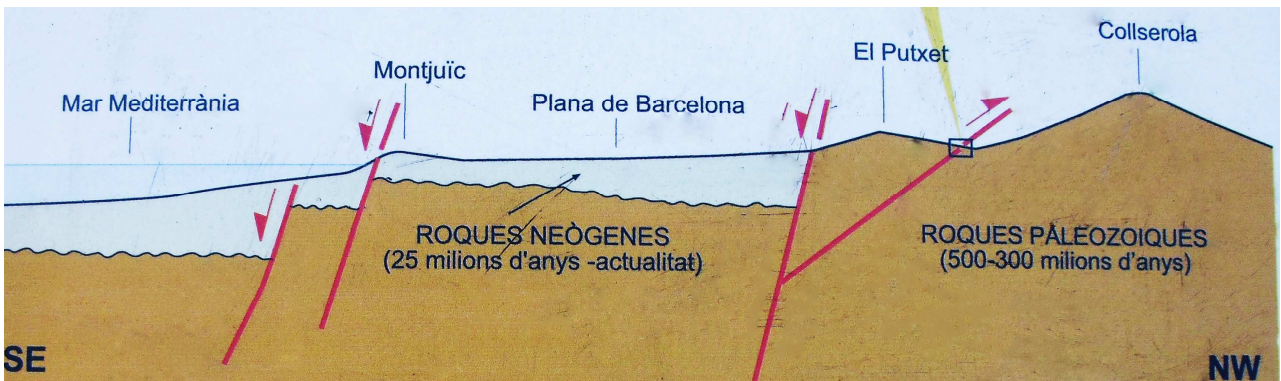 Collserola
El Putxet
Montjuïc
Mar Mediterrània
Plana de Barcelona
ROQUES NEÒGENES
(25 milions d'anys -actualitat)
ROQUES PALEOZOIQUES
(500-300 milions d'anys)
SE
NW